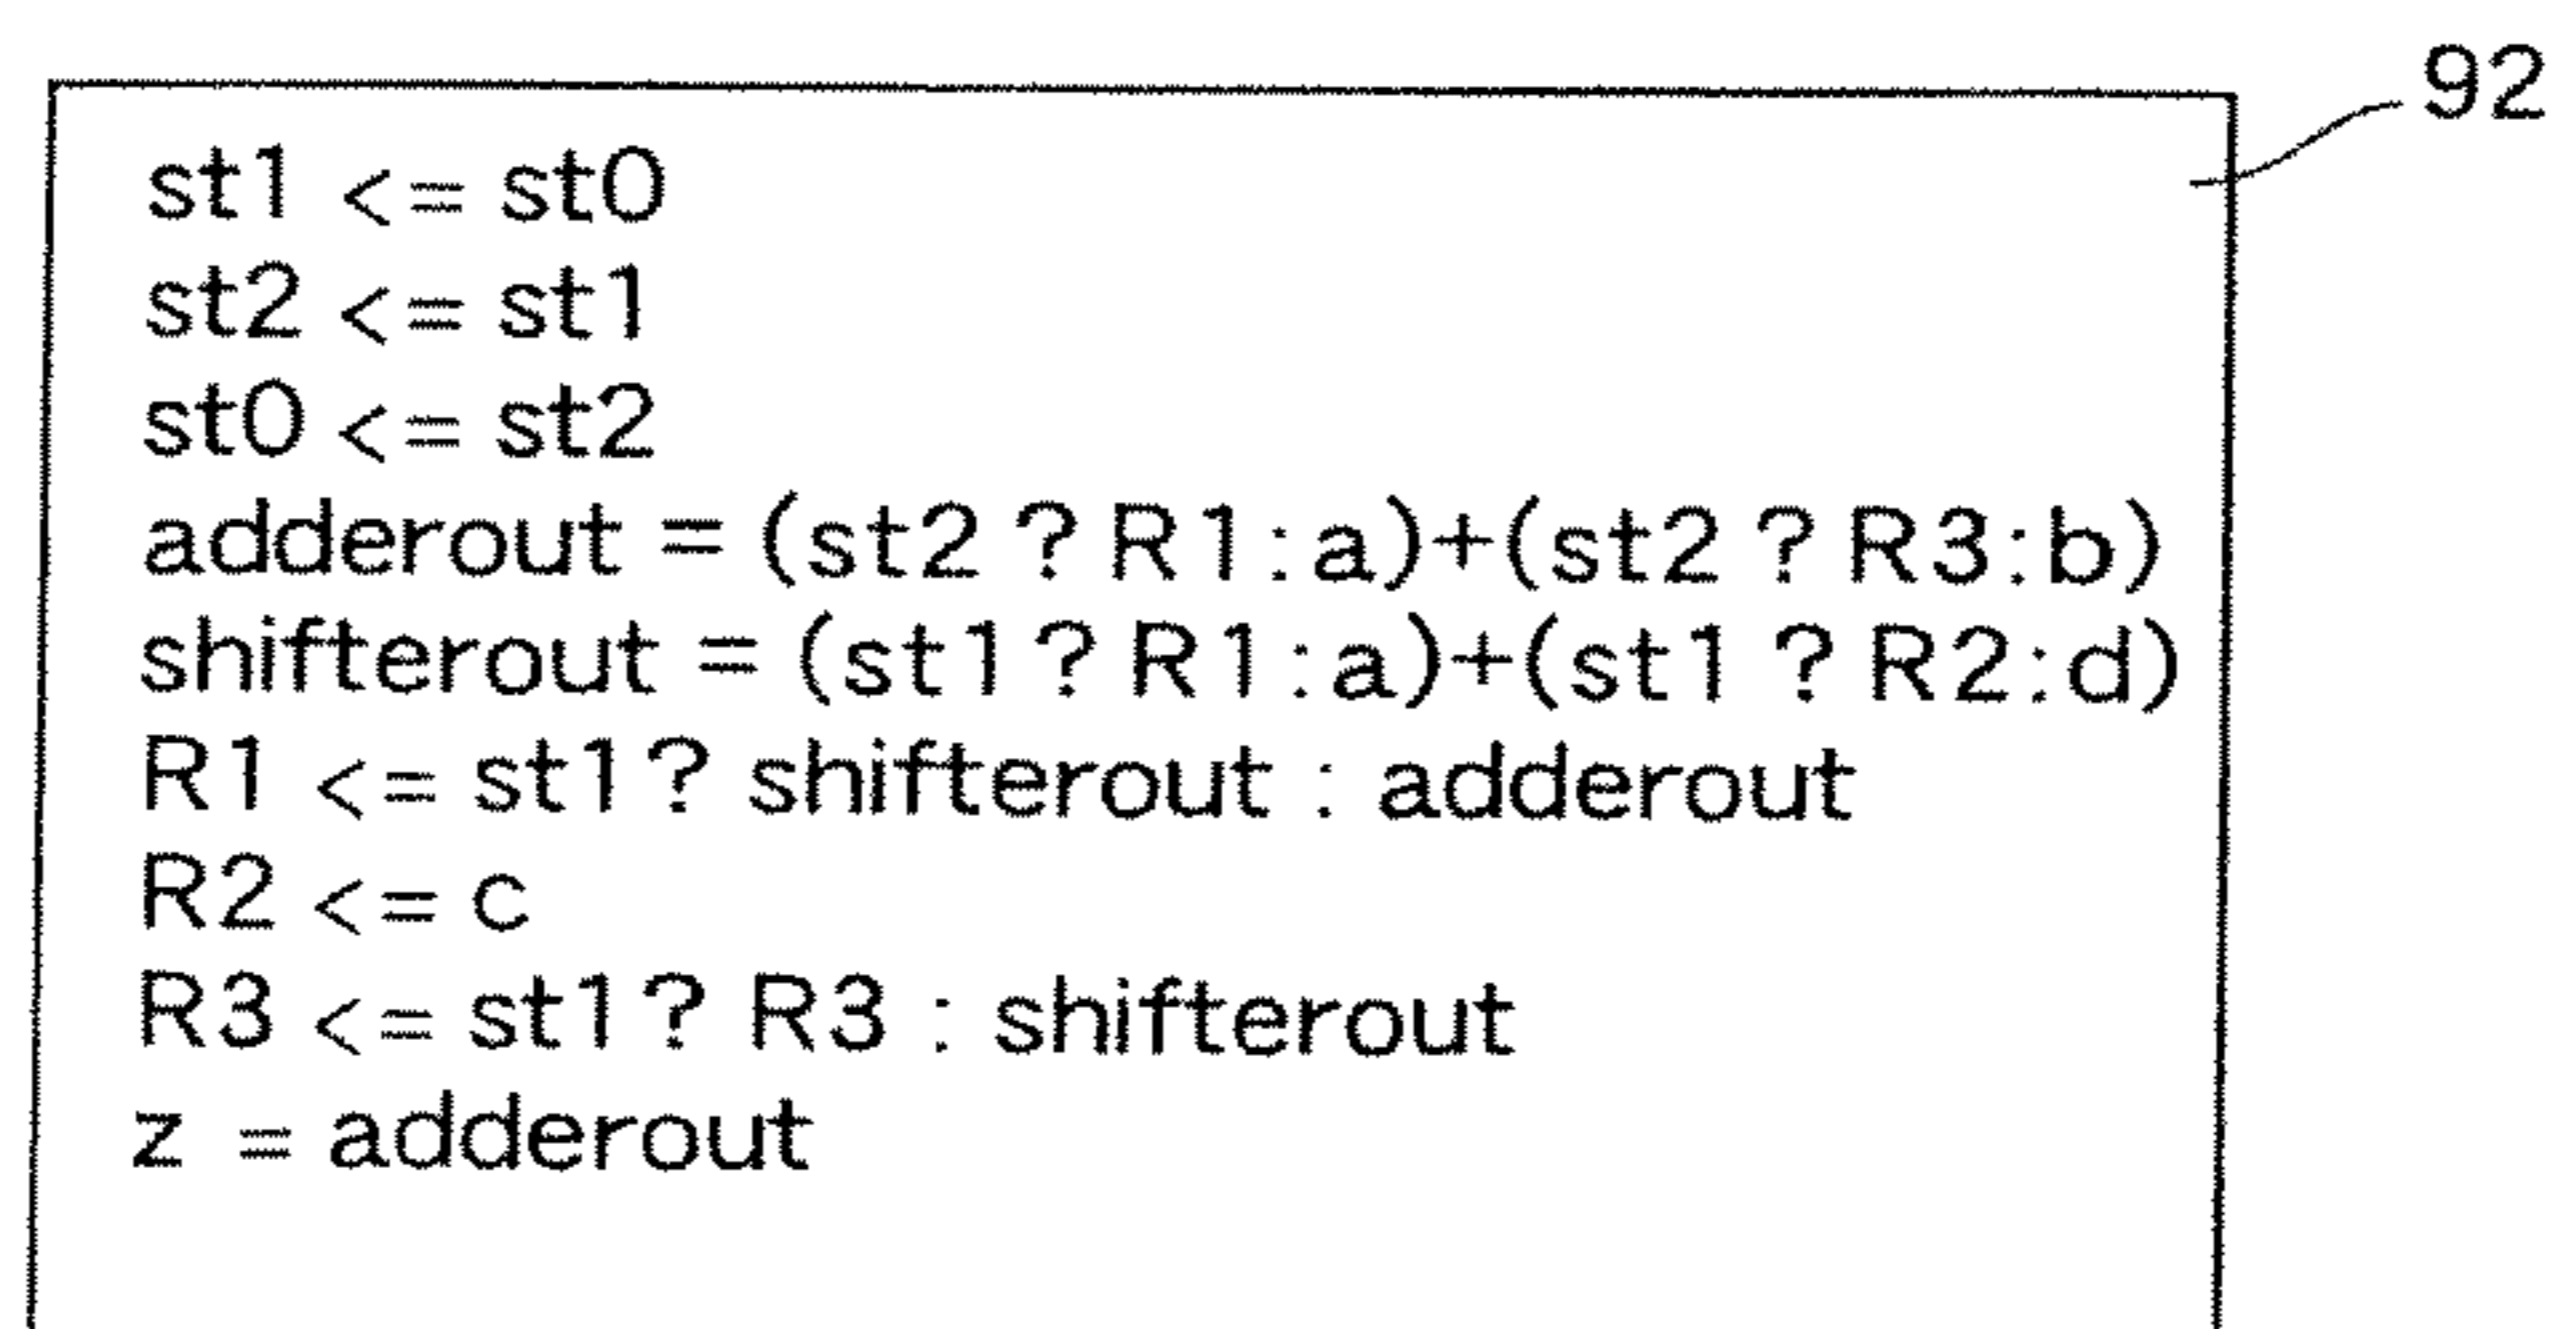 92
st1 <= st0
st2 <= st1
st0 <= st2
adderout = (st2 ? R1:a)+(st2 ? R3:b)
shifterout = (st1 ? R1:a)+(st1 ? R2:d)
R1 <= st1? shifterout : adderout
R2 <= c
R3 <= st1? R3 : shifterout
z = adderout